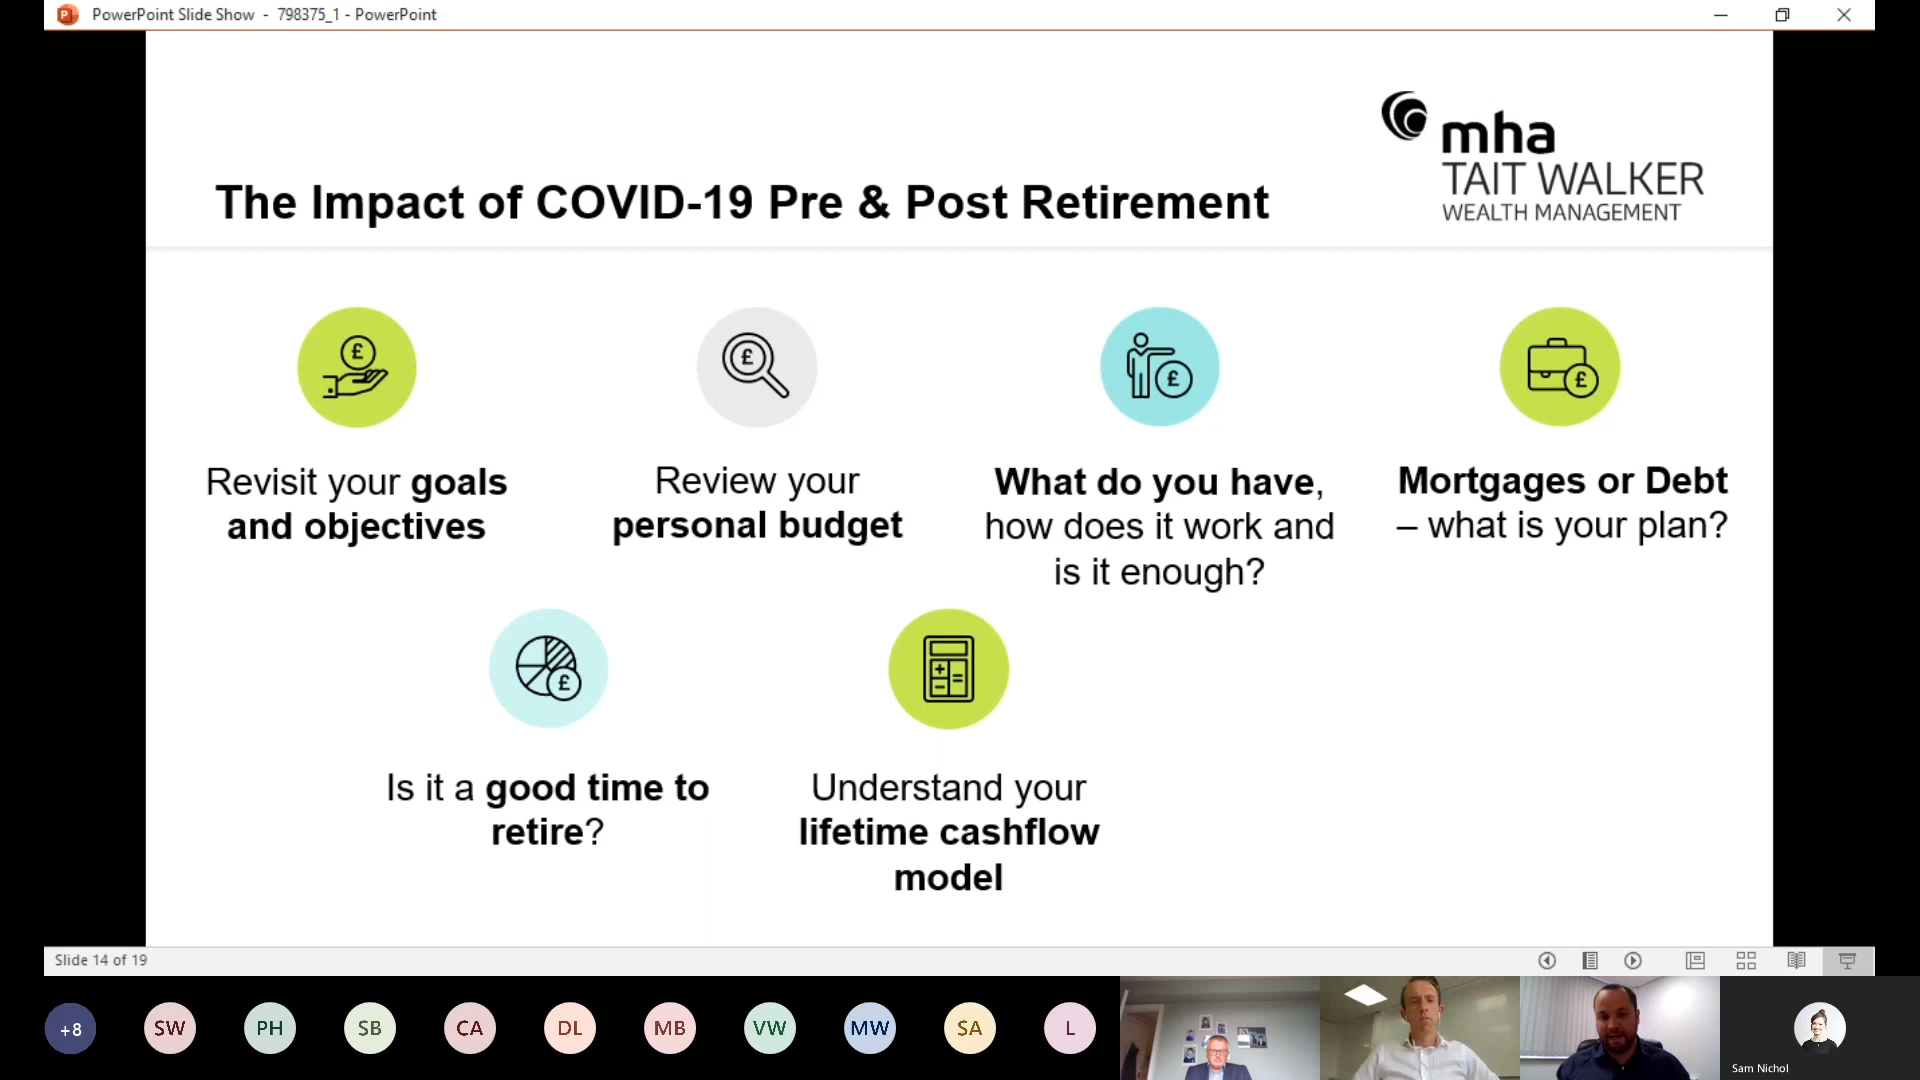 PowerPoint Slide Show - 798375_1 - PowerPoint
mha
TAIT WALKER
WEALTH MANAGEMENT
The Impact of COVID-19 Pre & Post Retirement
£
£
£
£
Revisit your goals
and objectives
Review your
personal budget
What do you have,
how does it work and
is it enough?
Mortgages or Debt
– what is your plan?
£
Is it a good time to
retire?
Understand your
lifetime cashflow
model
Slide 14 of 19
+8
SW
PH
SB
CA
DL
MB
VW
MW
SA
L
Sam Nichol